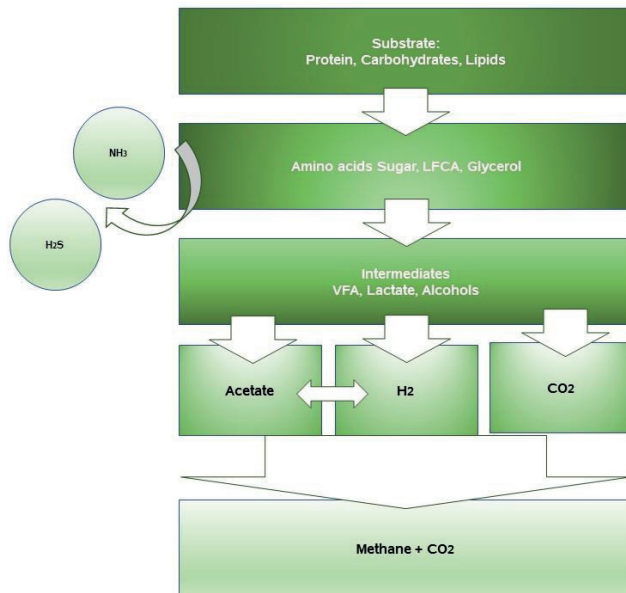 Substrate:
Protein, Carbohydrates, Lipids
NH3
Amino acids Sugar, LFCA, Glycerol
H2S
Intermediates
VFA, Lactate, Alcohols
Acetate
H2
CO2
Methane + CO2